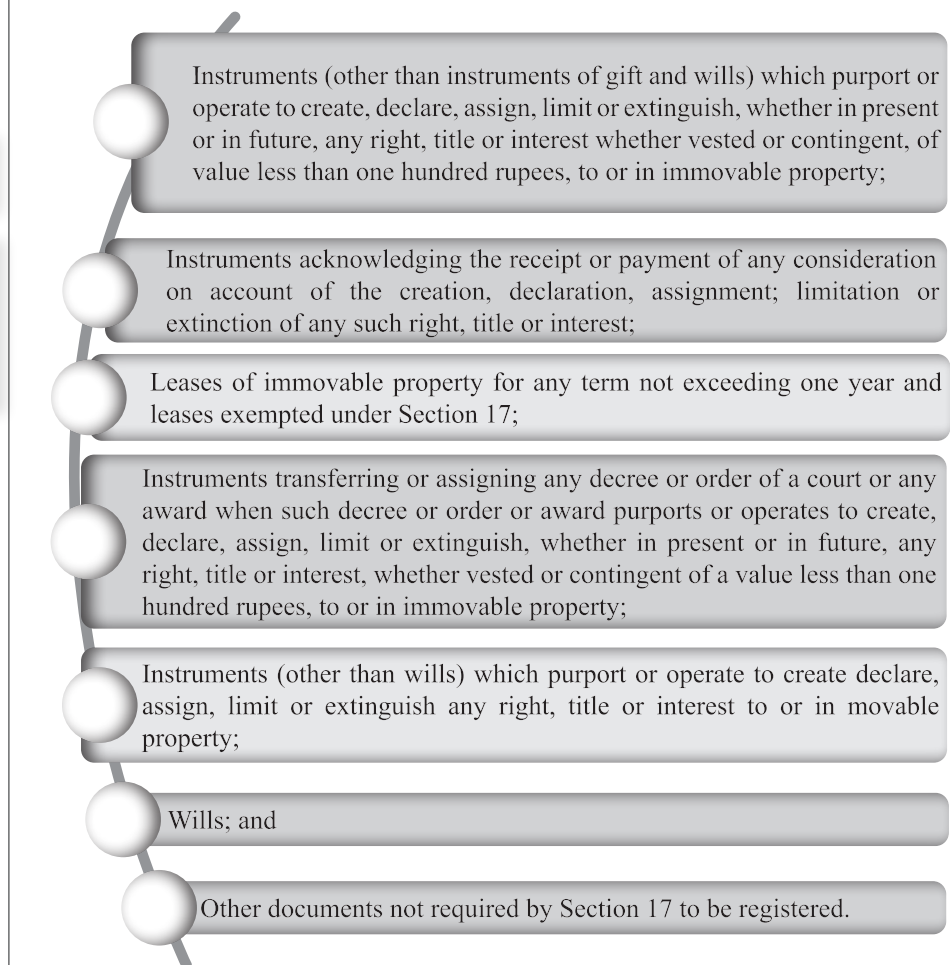 Instruments (other than instruments of gift and wills) which purport or
operate to create, declare, assign, limit or extinguish, whether in present
or in future, any right, title or interest whether vested or contingent, of
value less than one hundred rupees, to or in immovable property;
Instruments acknowledging the receipt or payment of any consideration
on account of the creation, declaration, assignment; limitation or
extinction of any such right, title or interest;
Leases of immovable property for any term not exceeding one year and
leases exempted under Section 17;
Instruments transferring or assigning any decree or order of a court or any
award when such decree or order or award purports or operates to create,
declare, assign, limit or extinguish, whether in present or in future, any
right, title or interest, whether vested or contingent of a value less than one
hundred rupees, to or in immovable property;
Instruments (other than wills) which purport or operate to create declare,
assign, limit or extinguish any right, title or interest to or in movable
property;
Wills; and
Other documents not required by Section 17 to be registered.